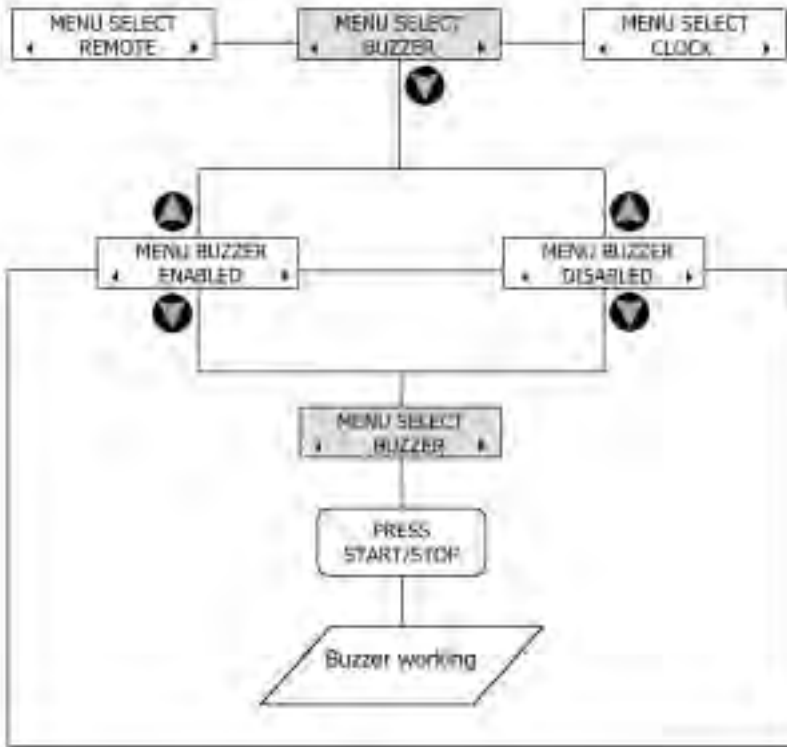 MENU SELECT
REMOTE
MENU SELECT
BUZZER
MENU SELECT
CLOCK
MENU BUZZER
ENABLED
MENU BUZZER
DISABLED
MENU SELECT
BUZZER
PRESS
START/STOP
Buzzer working